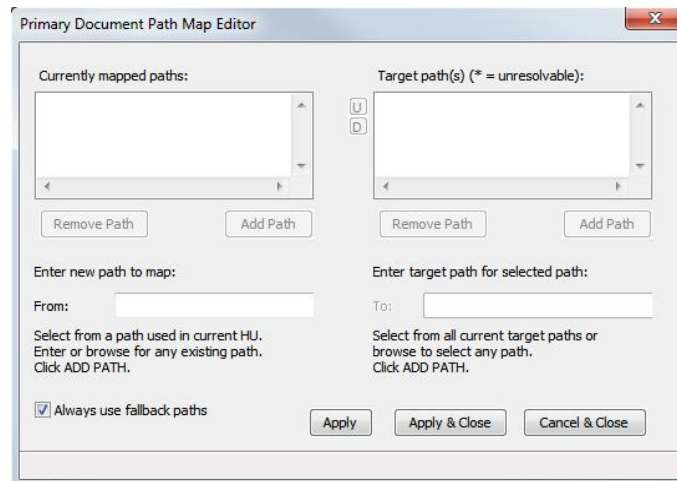 Primary Document Path Map Editor
Currently mapped paths:
Target path(s) (* = unresolvable):
U
D
Remove Path
Add Path
Remove Path
Add Path
Enter new path to map:
Enter target path for selected path:
From:
To:
Select from a path used in current HU.
Enter or browse for any existing path.
Click ADD PATH.
Select from all current target paths or
browse to select any path.
Click ADD PATH.
Always use fallback paths
Apply
Apply & Close
Cancel & Close